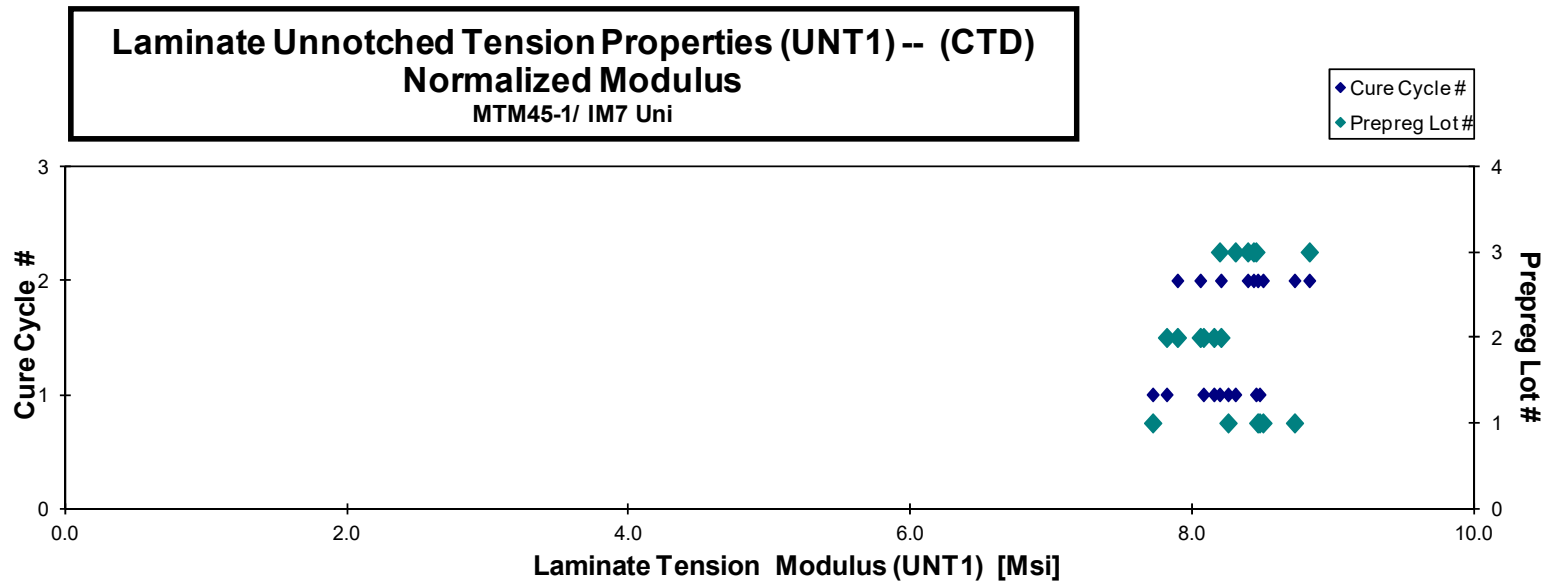 Laminate Unnotched Tension Properties (UNT1) -- (CTD)
Normalized Modulus
MTM45-1/ IM7 Uni
Cure Cycle #
Prepreg Lot #
3
2
1
0
Cure Cycle #
4
3
2
1
0
Prepreg Lot #
0.0 2.0 4.0 6.0 8.0 10.0
Laminate Tension Modulus (UNT1) [Msi]